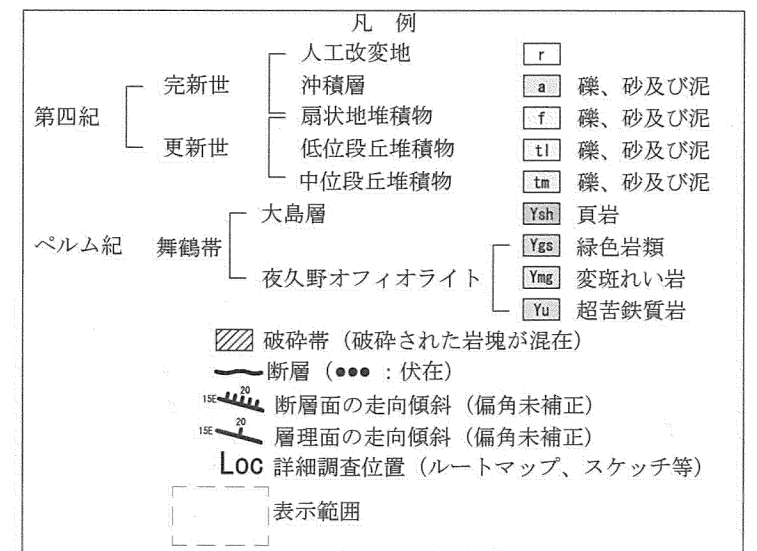 凡 例
人工改変地 r
完新世 沖積層 a 礫、砂及び泥
第四紀 扇状地堆積物 f 礫、砂及び泥
更新世 低位段丘堆積物 tl 礫、砂及び泥
中位段丘堆積物 tm 礫、砂及び泥
大島層 Ysh 頁岩
ペルム紀 舞鶴帯 Ygs 緑色岩類
夜久野オフィオライト Ymg 変斑れい岩
Yu 超苦鉄質岩
破砕帯（破砕された岩塊が混在）
断層（●●● ：伏在）
15E 20 断層面の走向傾斜（偏角未補正）
15E 20 層理面の走向傾斜（偏角未補正）
Loc 詳細調査位置（ルートマップ、スケッチ等）
表示範囲